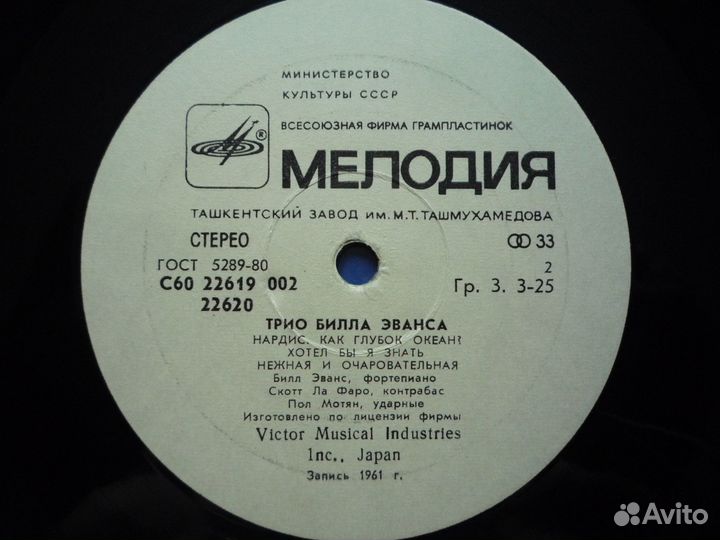 МИНИСТЕРСТВО
КУЛЬТУРЫ СССР
ВСЕСОЮЗНАЯ ФИРМА ГРАМПЛАСТИНОК
®
МЕЛОДИЯ
ТАШКЕНТСКИЙ ЗАВОД ИМ. М.Т. ТАШМУХАМЕДОВА
СТЕРЕО 33
ГОСТ 5289-80 2
С60 22619 002 Гр. 3. 3-25
22620
ТРИО БИЛЛА ЭВАНСА
НАРДИС. КАК ГЛУБОК ОКЕАН?
ХОТЕЛ БЫ Я ЗНАТЬ
НЕЖНАЯ И ОЧАРОВАТЕЛЬНАЯ
Билл Эванс, фортепиано
Скотт Ла Фаро, контрабас
Пол Мотян, ударные
Изготовлено по лицензии фирмы
Victor Musical Industries
Inc., Japan
Запись 1961 г.
Avito